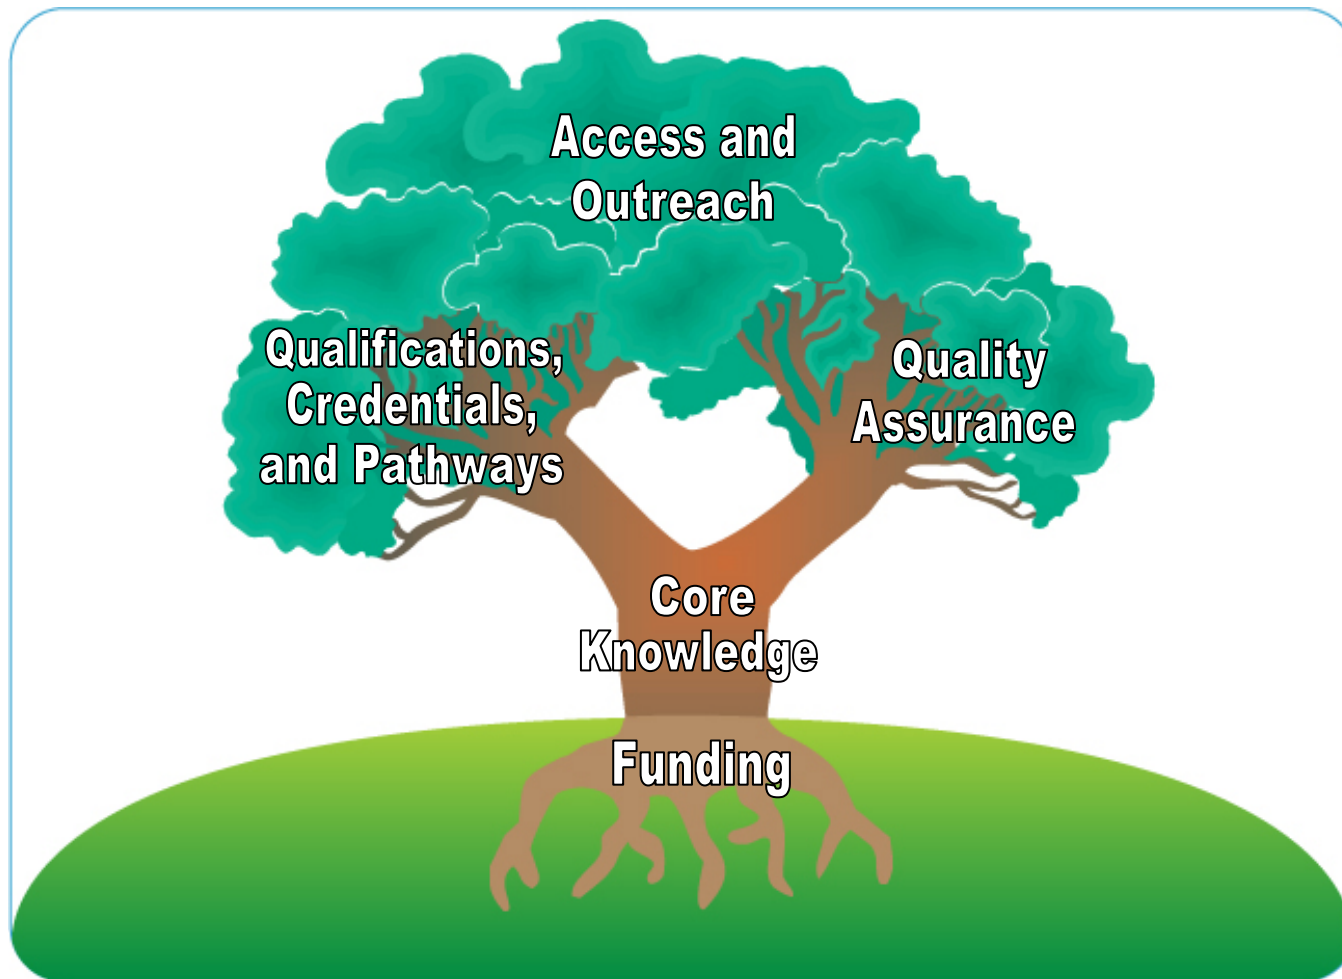 Access and
Outreach
Qualifications,
Credentials,
and Pathways
Quality
Assurance
Core
Knowledge
Funding